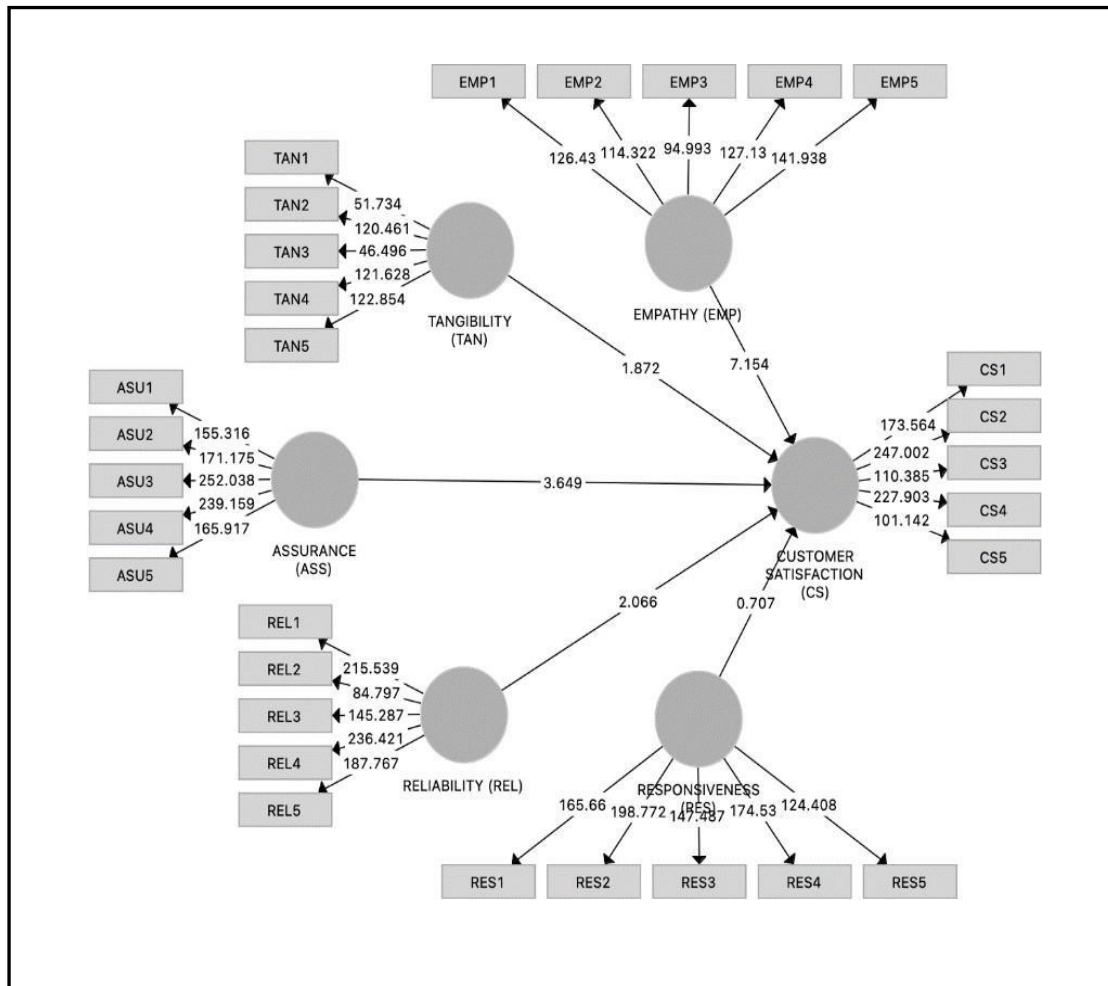 EMP1 EMP2 EMP3 EMP4 EMP5
126.43 114.322 94.993 127.13 141.938
EMPATHY (EMP)
7.154
TAN1
TAN2
TAN3
TAN4
TAN5
51.734
120.461
46.496
121.628
122.854
TANGIBILITY
(TAN)
1.872
ASU1
ASU2
ASU3
ASU4
ASU5
155.316
171.175
252.038
239.159
165.917
ASSURANCE
(ASS)
3.649
CS1
CS2
CS3
CS4
CS5
173.564
247.002
110.385
227.903
101.142
CUSTOMER
SATISFACTION
(CS)
REL1
REL2
REL3
REL4
REL5
215.539
84.797
145.287
236.421
187.767
RELIABILITY (REL)
2.066
0.707
RESPONSIVENESS
(RES)
165.66 198.772 147.487 174.53 124.408
RES1 RES2 RES3 RES4 RES5